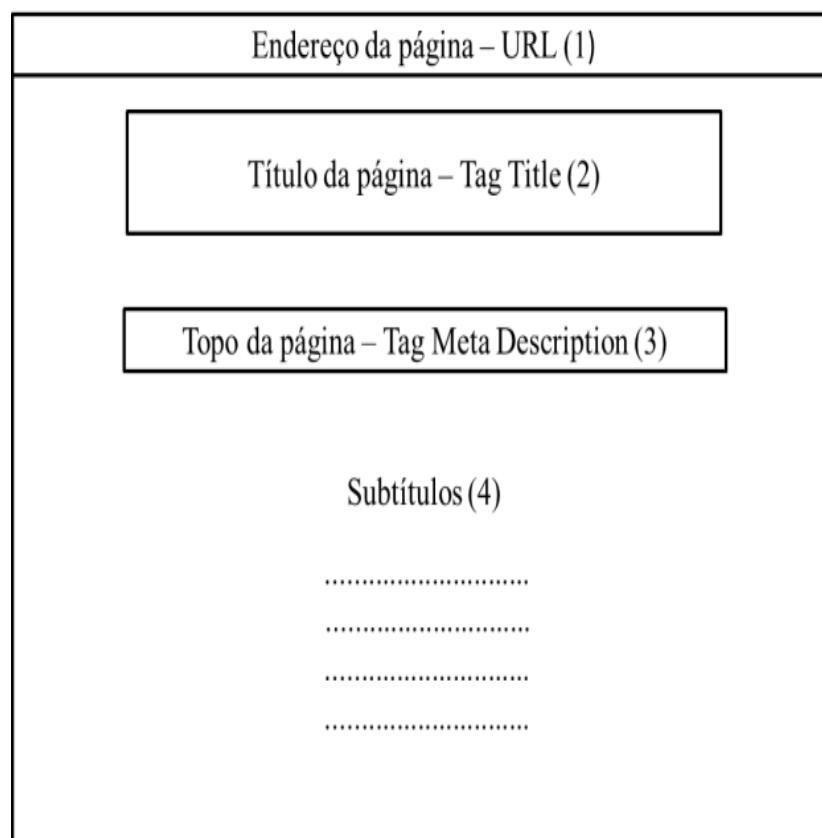 Endereço da página – URL (1)
Título da página – Tag Title (2)
Topo da página – Tag Meta Description (3)
Subtítulos (4)
..............................
..............................
..............................
..............................